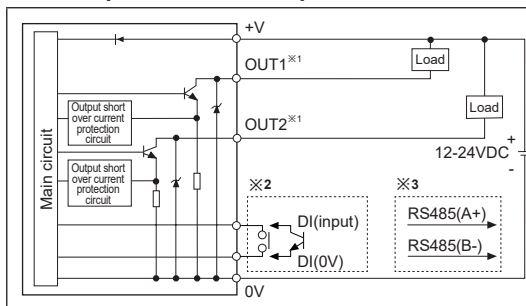 +V
OUT1※1
Load
Output short
over current
protection
circuit
Load
OUT2※1
+
12-24VDC
-
Output short
over current
protection
circuit
Main circuit
※2
※3
DI(input)
RS485(A+)
RS485(B-)
DI(0V)
0V